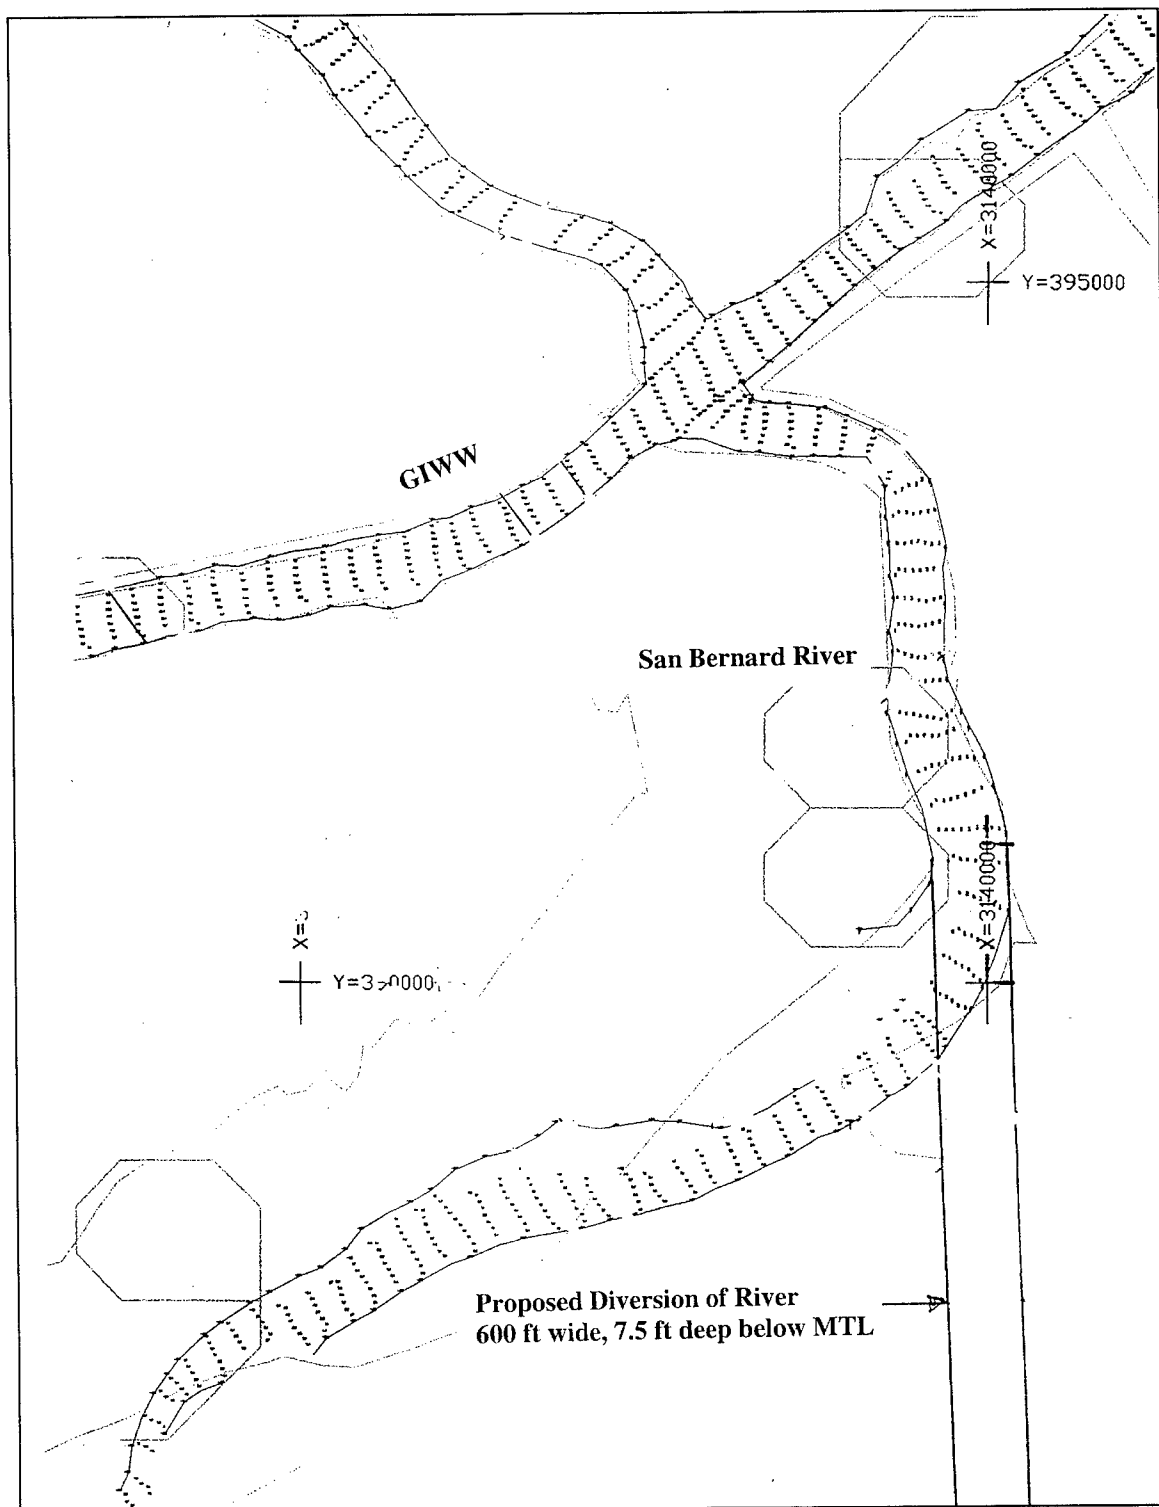 X=3140000
Y=395000
GIWW
San Bernard River
X=3140000
Proposed Diversion of River
600 ft wide, 7.5 ft deep below MTL